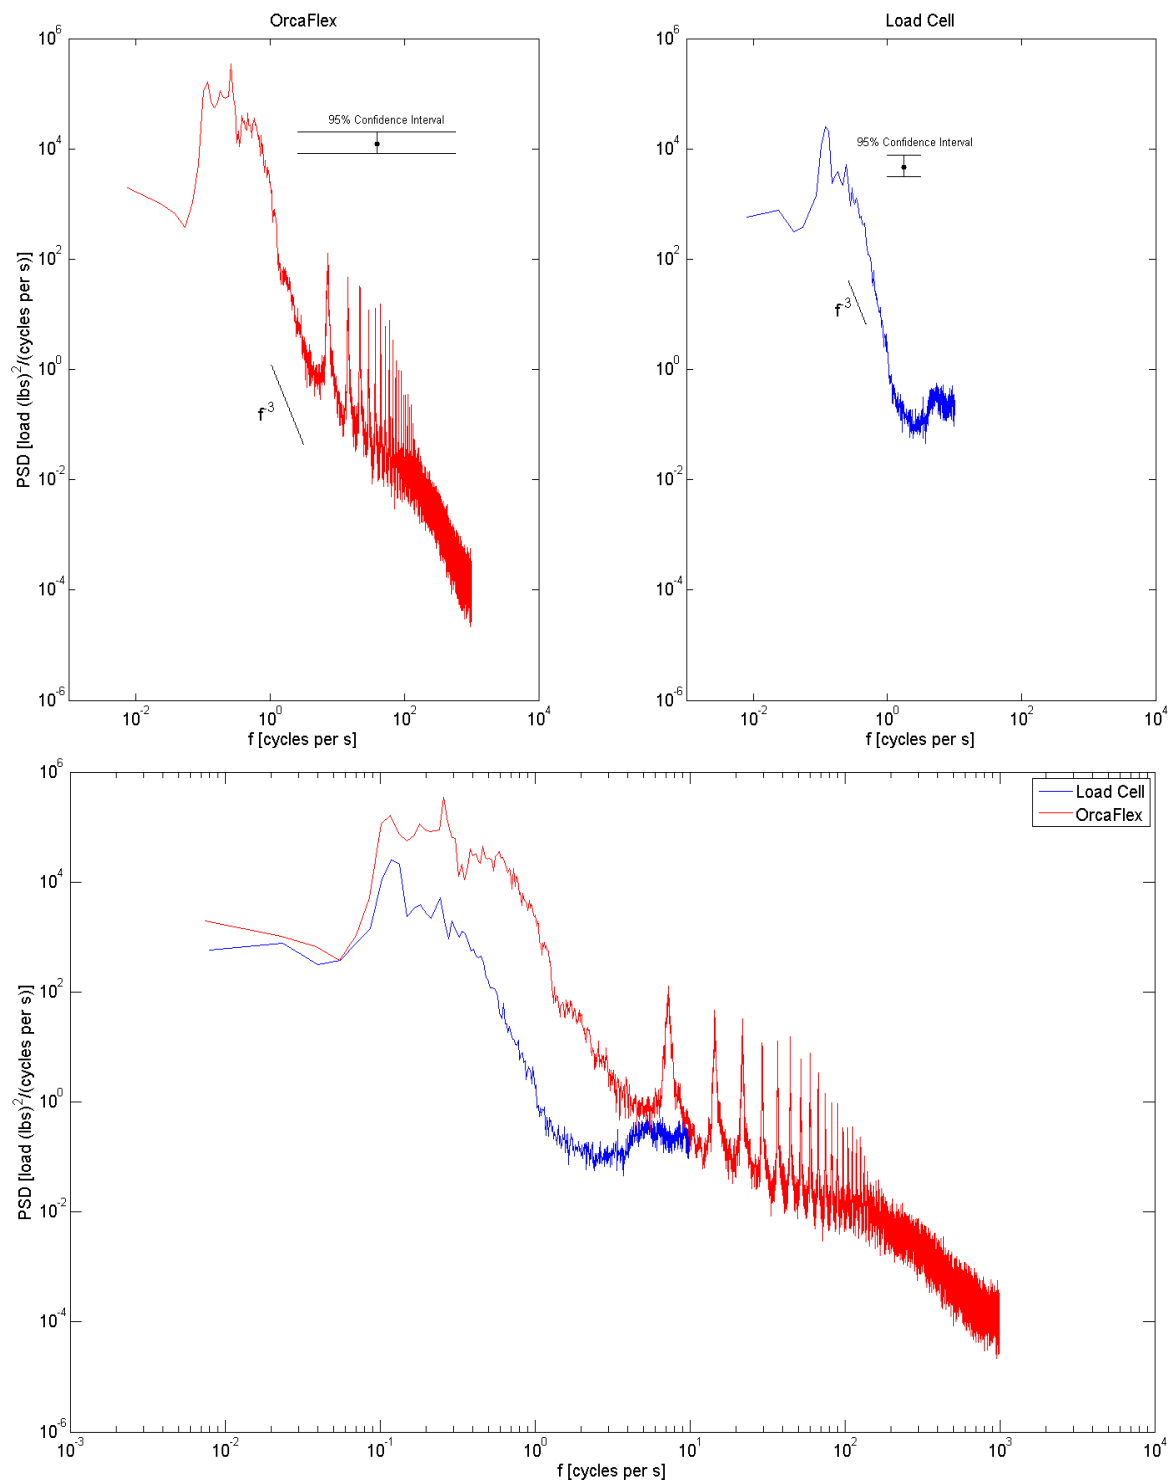 OrcaFlex
10^6
10^4
10^2
10^0
10^-2
10^-4
10^-6
PSD [load (lbs)^2/(cycles per s)]
95% Confidence Interval
f^-3
10^-2
10^0
10^2
10^4
f [cycles per s]
Load Cell
10^6
10^4
10^2
10^0
10^-2
10^-4
10^-6
95% Confidence Interval
f^-3
10^-2
10^0
10^2
10^4
f [cycles per s]
10^6
10^4
10^2
10^0
10^-2
10^-4
10^-6
PSD [load (lbs)^2/(cycles per s)]
Load Cell
OrcaFlex
10^-3
10^-2
10^-1
10^0
10^1
10^2
10^3
10^4
f [cycles per s]